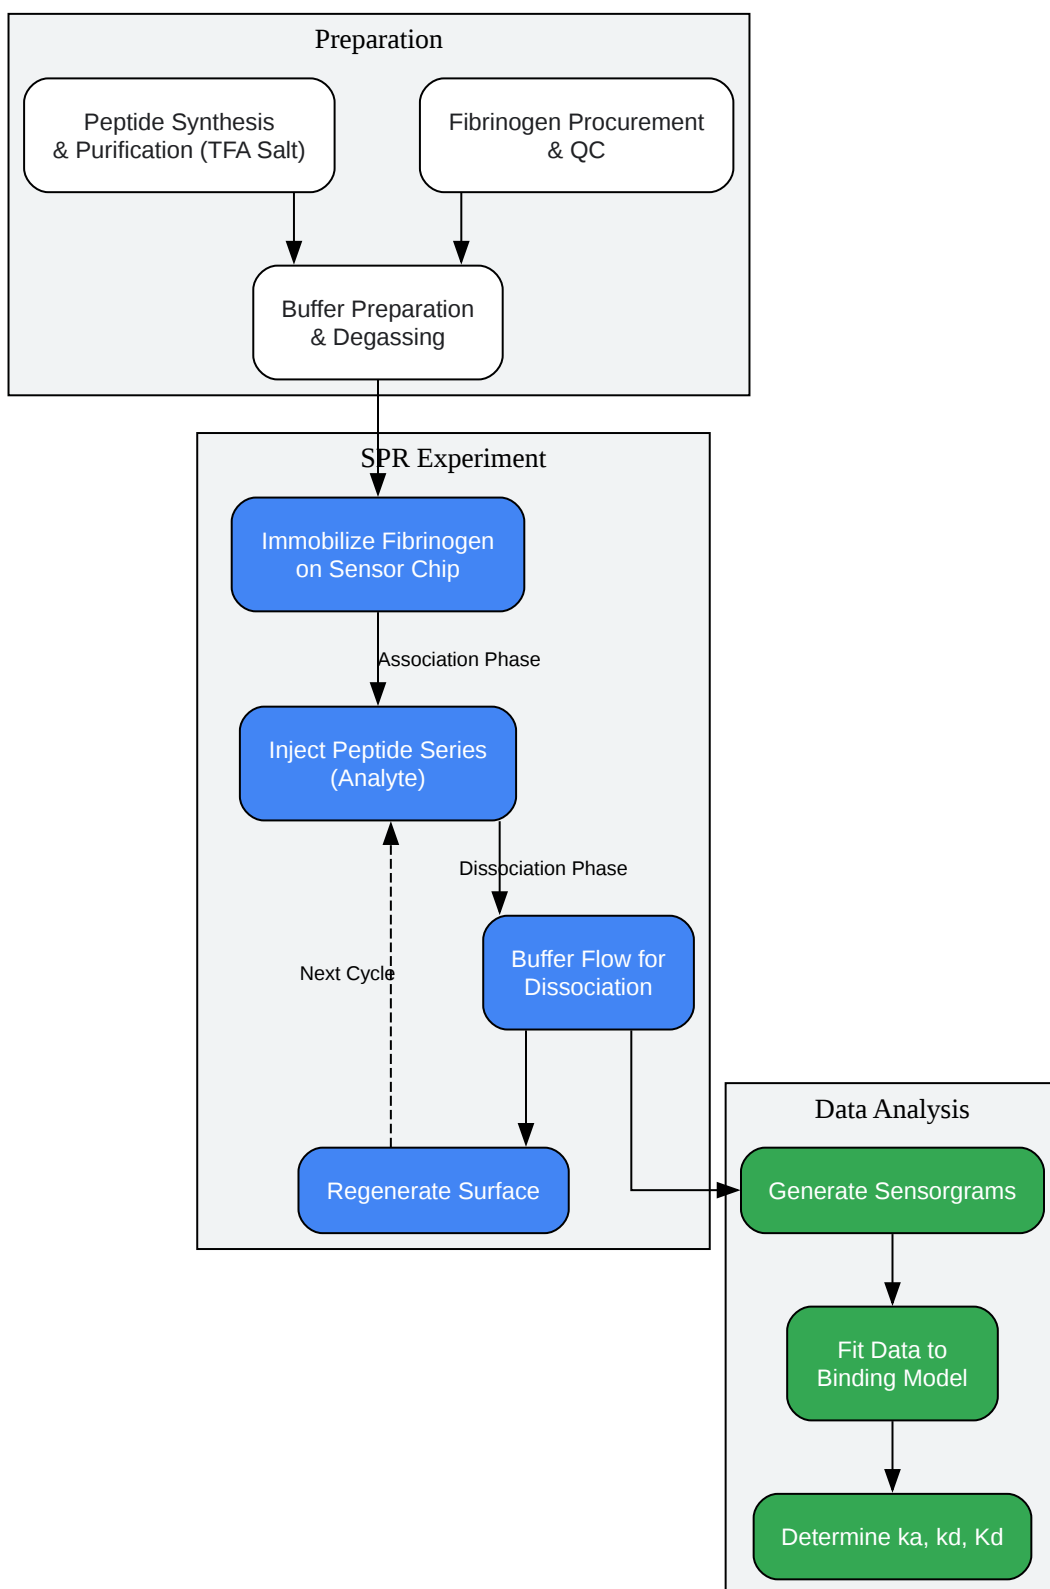 Preparation
Peptide Synthesis
& Purification (TFA Salt)
Fibrinogen Procurement
& QC
Buffer Preparation
& Degassing
SPR Experiment
Immobilize Fibrinogen
on Sensor Chip
Association Phase
Inject Peptide Series
(Analyte)
Dissociation Phase
Buffer Flow for
Dissociation
Next Cycle
Regenerate Surface
Data Analysis
Generate Sensorgrams
Fit Data to
Binding Model
Determine ka, kd, Kd